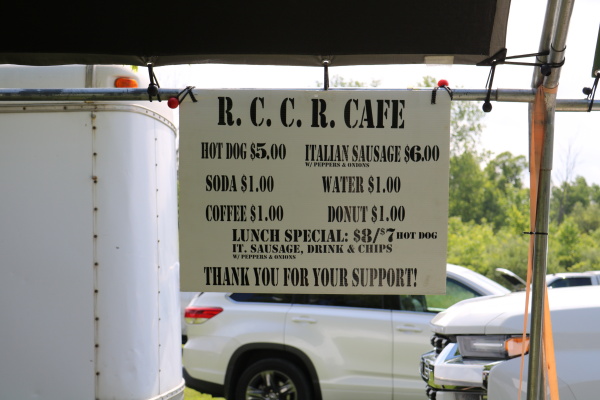 R. C. C. R. CAFE
HOT DOG $5.00 ITALIAN SAUSAGE $6.00
W/ PEPPERS & ONIONS
SODA $1.00 WATER $1.00
COFFEE $1.00 DONUT $1.00
LUNCH SPECIAL: $8/$7 HOT DOG
IT. SAUSAGE, DRINK & CHIPS
W/ PEPPERS & ONIONS
THANK YOU FOR YOUR SUPPORT!